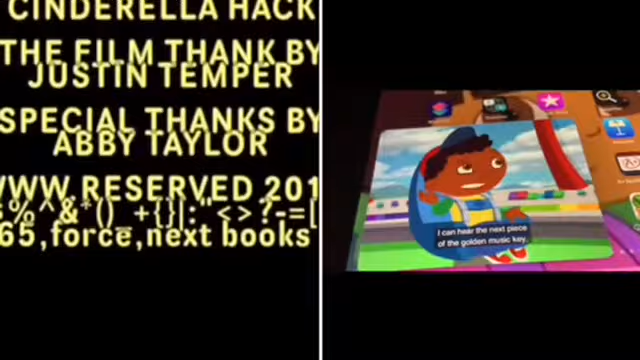 CINDERELLA HACK
THE FILM THANK BY
JUSTIN TEMPER
SPECIAL THANKS BY
ABBY TAYLOR
WWW RESERVED 201
%^&*()_+{}|:"<>?-=[
65,force,next books
I can hear the next piece
of the golden music key.